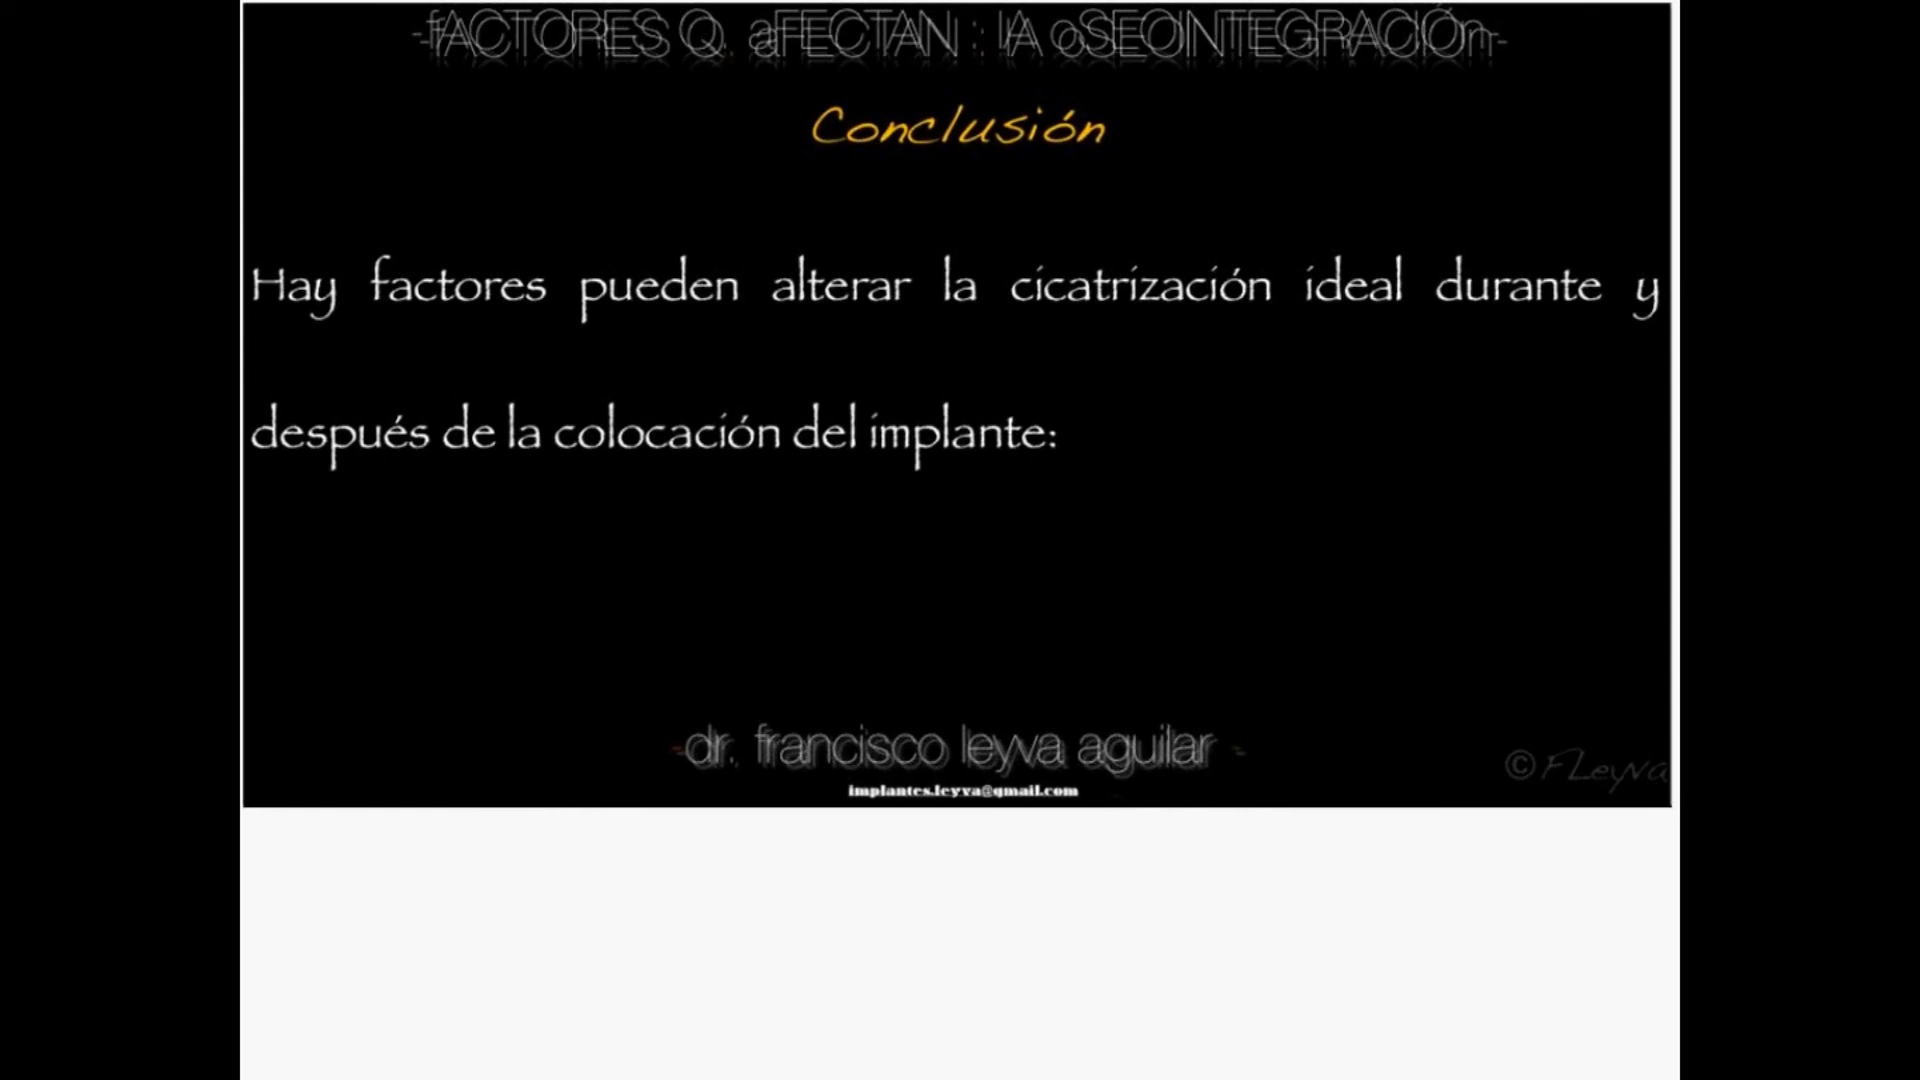 -fACTORES Q. aFECTAN : lA oSEOINTEGRACIÓn-
Conclusión
Hay factores pueden alterar la cicatrización ideal durante y
después de la colocación del implante:
-dr. francisco leyva aguilar -
implantes.leyva@gmail.com
©FLeyva